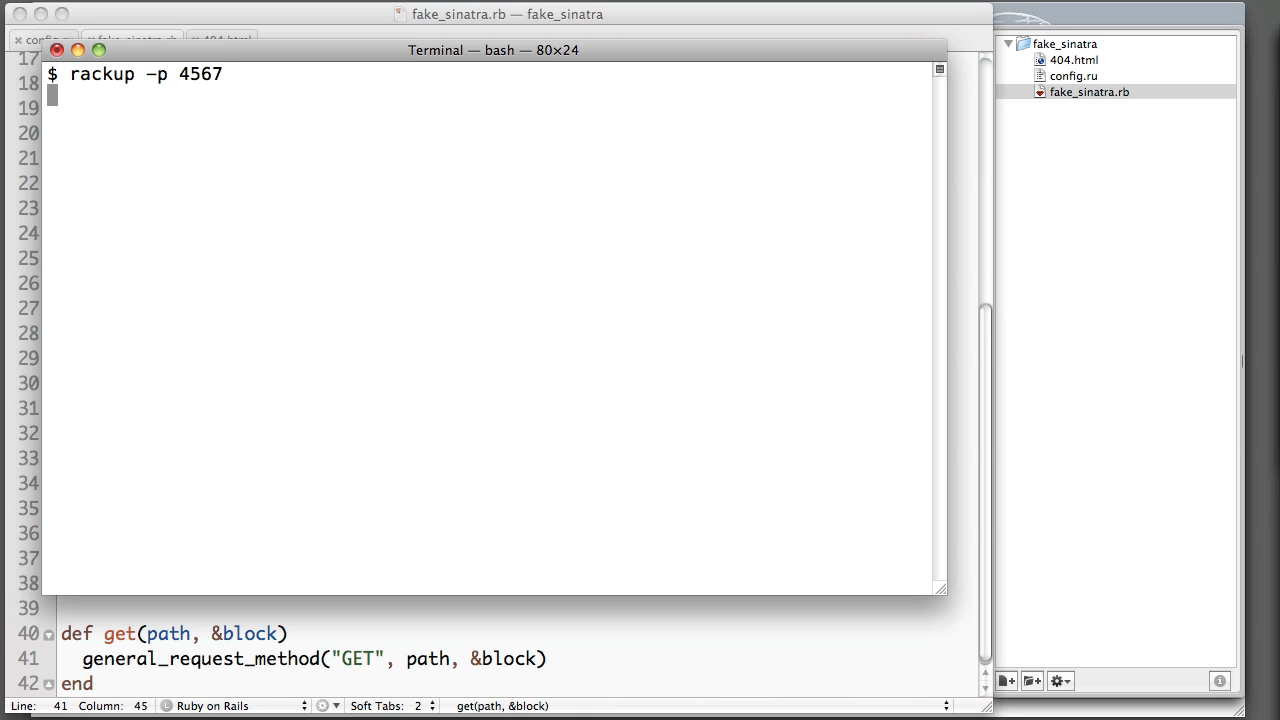 fake_sinatra.rb — fake_sinatra
Terminal — bash — 80×24
$ rackup -p 4567
17
18
19
20
21
22
23
24
25
26
27
28
29
30
31
32
33
34
35
36
37
38
39
40 def get(path, &block)
41 general_request_method("GET", path, &block)
42 end
Line: 41 Column: 45 Ruby on Rails Soft Tabs: 2 get(path, &block)
fake_sinatra
404.html
config.ru
fake_sinatra.rb